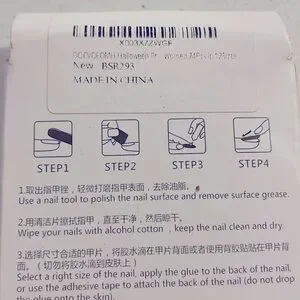 X003X7ZWGF
New BSR293
MADE IN CHINA
STEP1 STEP2 STEP3 STEP4
1.取出指甲锉，轻微打磨指甲表面，去除油脂。
Use a nail tool to polish the nail surface and remove surface grease.
2.用清洁片擦拭指甲，直至干净，然后晾干。
Wipe your nails with alcohol cotton , keep it clean and dry.
3.选择尺寸合适的甲片，将胶水滴在甲片背面或者使用背胶贴贴在甲片背
面。（切勿将胶水滴到皮肤上）
Select a right size of the nail, apply the glue to the back of the nail,
or use the adhesive tape to attach the back of the nail (do not drop
the glue onto the skin).